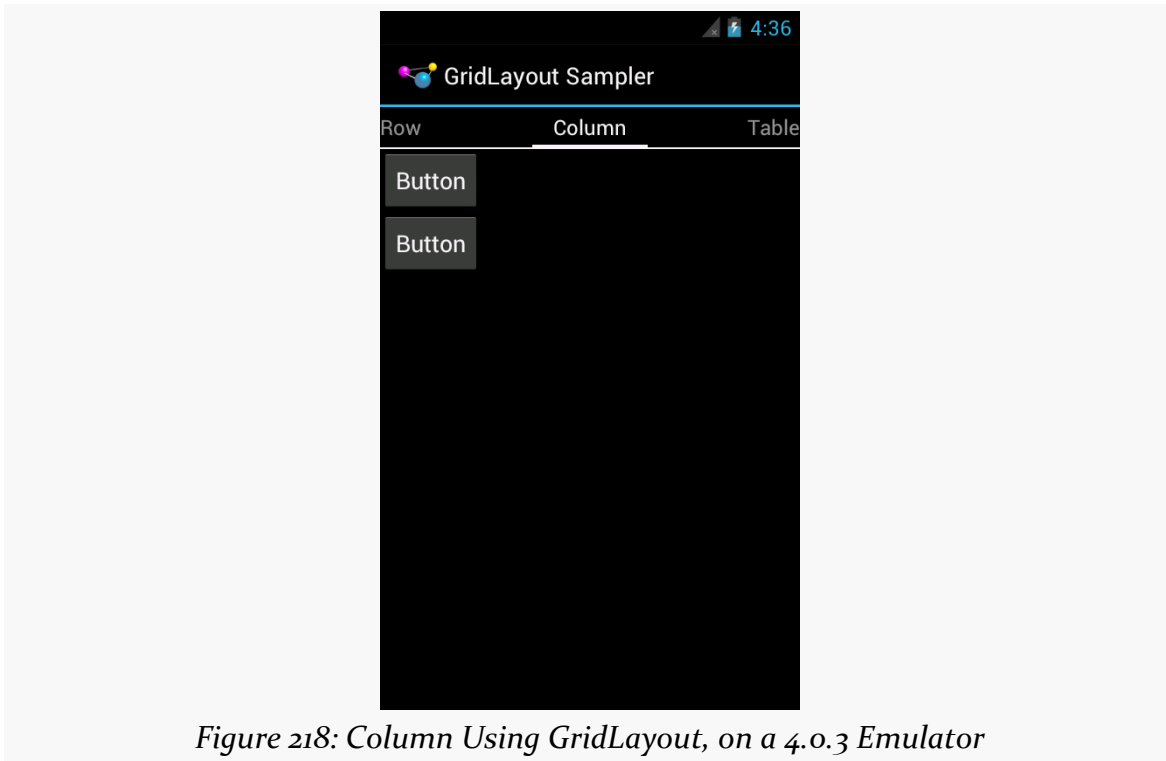 4:36
GridLayout Sampler
Row Column Table
Button
Button
Figure 218: Column Using GridLayout, on a 4.0.3 Emulator